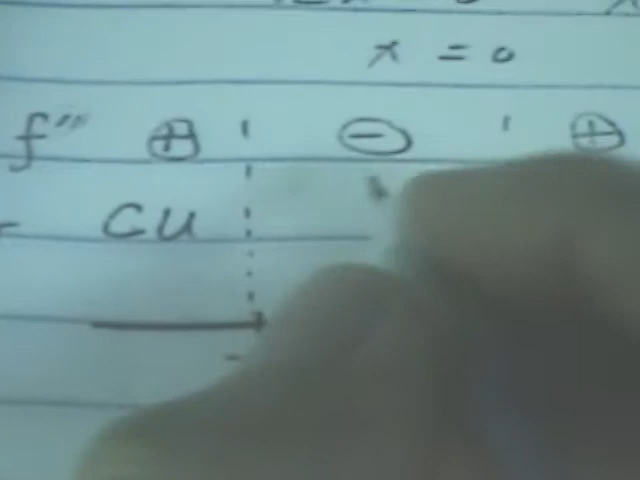 x = 0
f'' ⊕ ⊖ ⊕
CU